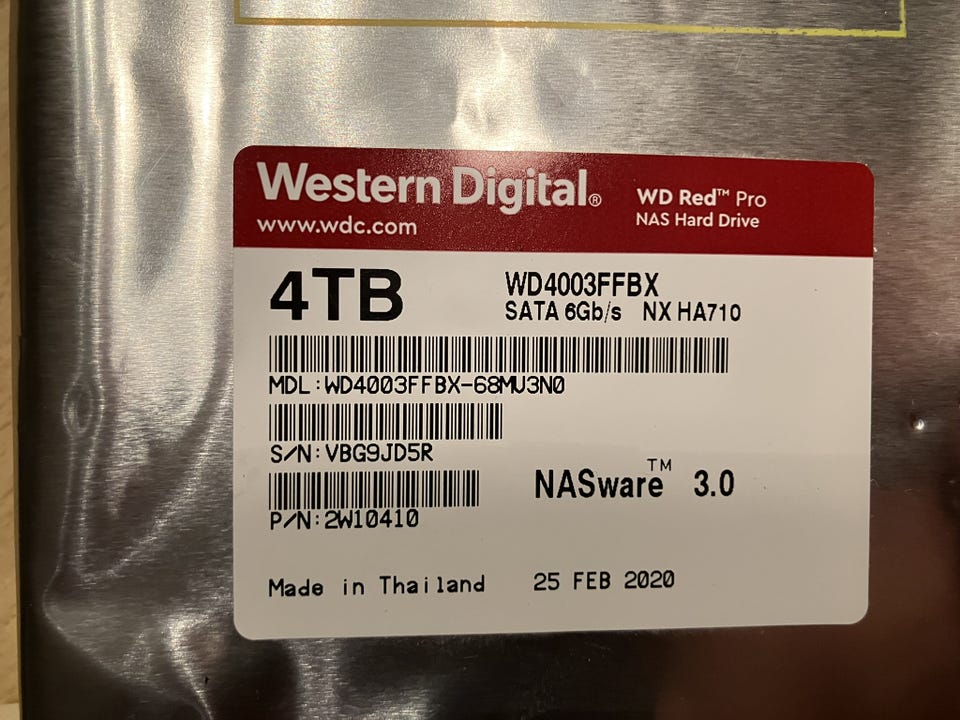 Western Digital®
www.wdc.com
WD Red™ Pro
NAS Hard Drive
4TB
WD4003FFBX
SATA 6Gb/s NX HA710
MDL:WD4003FFBX-68MU3N0
S/N:VBG9JD5R
P/N:2W10410
NASware™ 3.0
Made in Thailand 25 FEB 2020